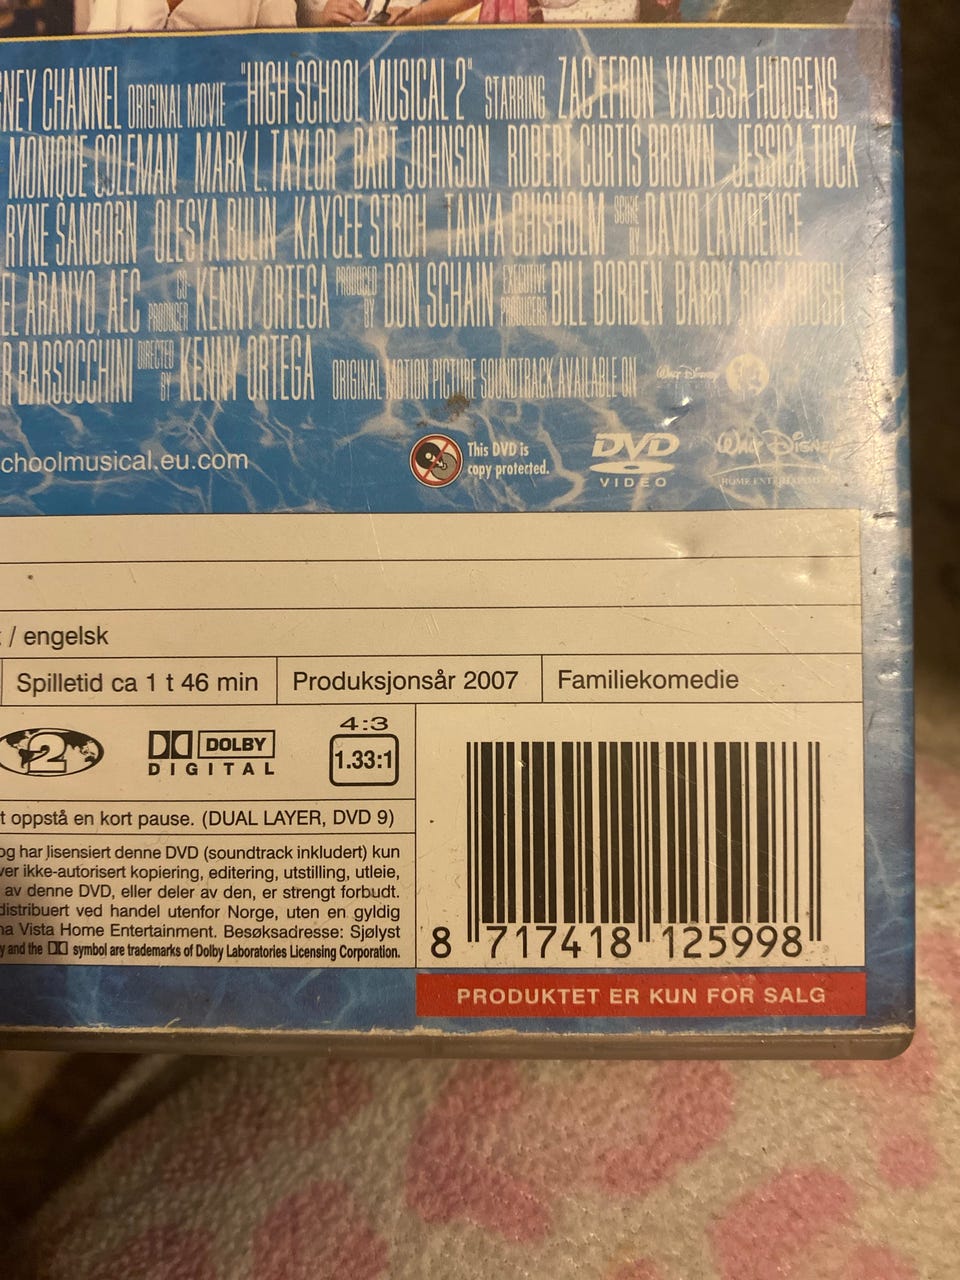 NEY CHANNEL ORIGINAL MOVIE "HIGH SCHOOL MUSICAL 2" STARRING ZAC EFRON VANESSA HUDGENS
MONIQUE COLEMAN MARK L. TAYLOR BART JOHNSON ROBERT CURTIS BROWN JESSICA TUCK
RYNE SANBORN OLESYA RULIN KAYCEE STROH TANYA CHISHOLM SCORE BY DAVID LAWRENCE
EL ARANYO, AEC CO PRODUCER KENNY ORTEGA PRODUCED BY DON SCHAIN EXECUTIVE PRODUCERS BILL BORDEN BARRY ROSENBUSH
R BARSOCCHINI DIRECTED BY KENNY ORTEGA ORIGINAL MOTION PICTURE SOUNDTRACK AVAILABLE ON WALT DISNEY
choolmusical.eu.com
This DVD is
copy protected.
DVD
VIDEO
WALT DISNEY
HOME ENTERTAINMENT
/ engelsk
Spilletid ca 1 t 46 min
Produksjonsår 2007
Familiekomedie
2
DOLBY
DIGITAL
4:3
1.33:1
t oppstå en kort pause. (DUAL LAYER, DVD 9)
og har lisensiert denne DVD (soundtrack inkludert) kun
ver ikke-autorisert kopiering, editering, utstilling, utleie,
av denne DVD, eller deler av den, er strengt forbudt.
distribuert ved handel utenfor Norge, uten en gyldig
na Vista Home Entertainment. Besøksadresse: Sjølyst
y and the symbol are trademarks of Dolby Laboratories Licensing Corporation.
8 717418 125998
PRODUKTET ER KUN FOR SALG